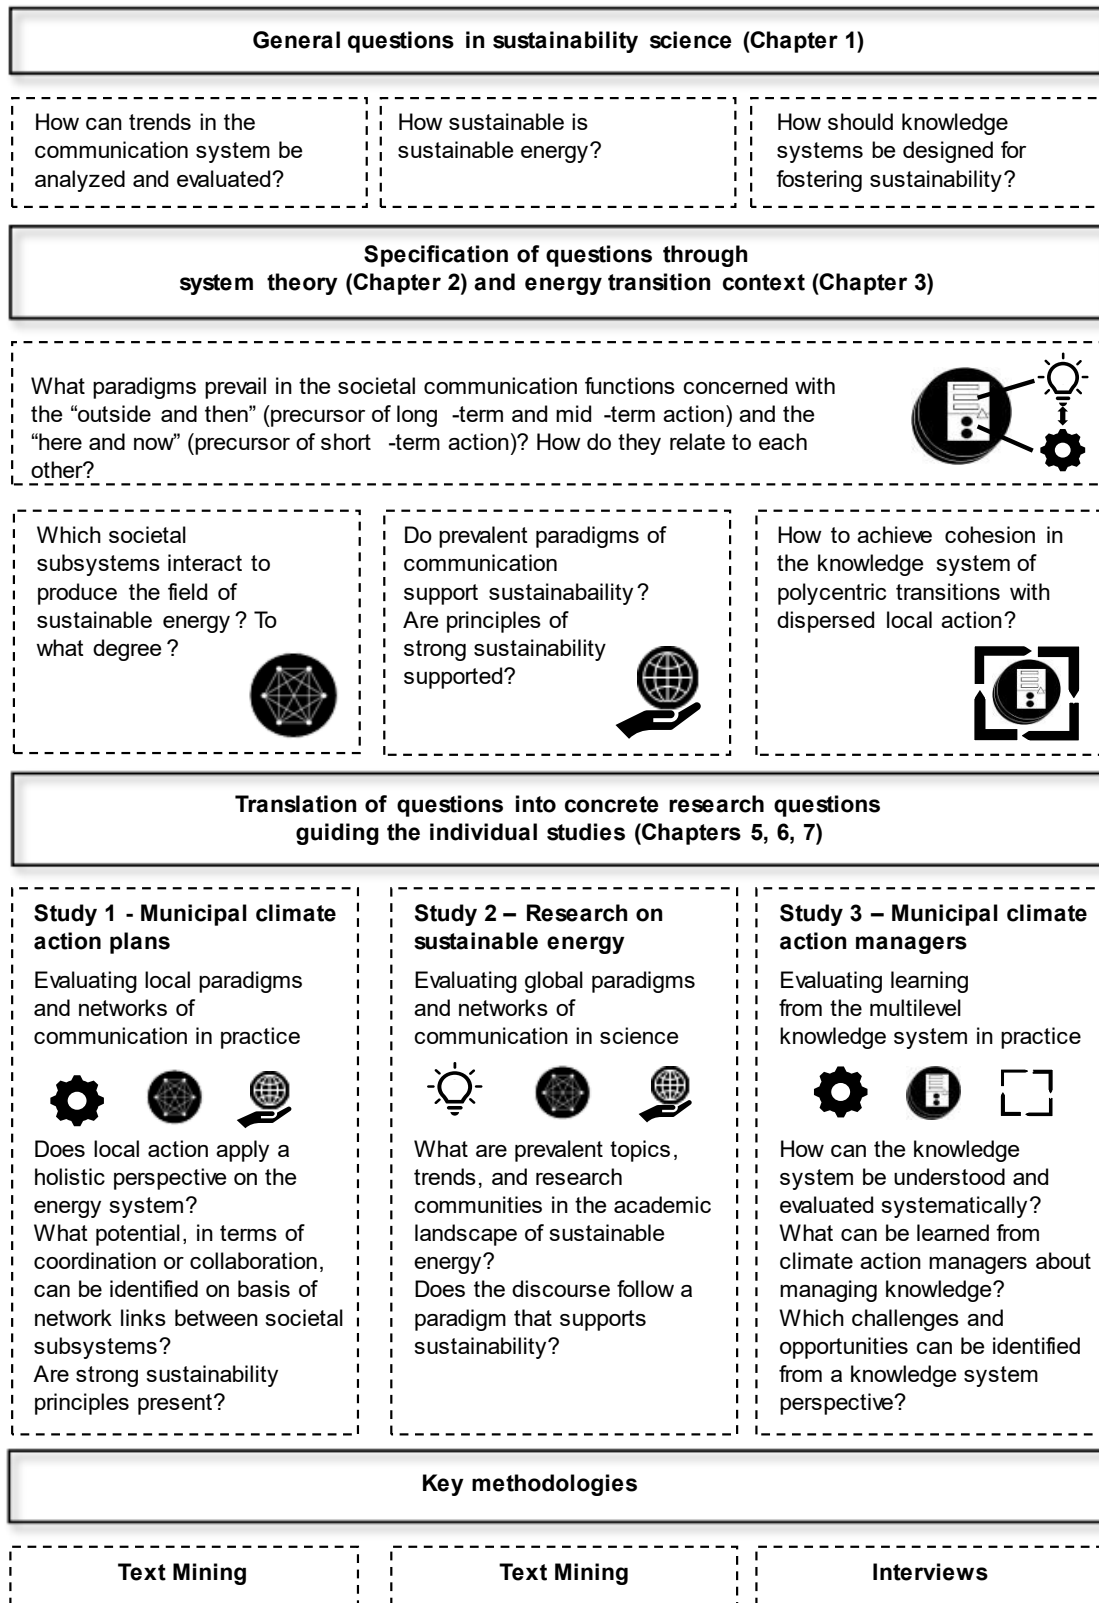 General questions in sustainability science (Chapter 1)
How can trends in the
communication system be
analyzed and evaluated?
How sustainable is
sustainable energy?
How should knowledge
systems be designed for
fostering sustainability?
Specification of questions through
system theory (Chapter 2) and energy transition context (Chapter 3)
What paradigms prevail in the societal communication functions concerned with
the “outside and then” (precursor of long -term and mid -term action) and the
“here and now” (precursor of short -term action)? How do they relate to each
other?
Which societal
subsystems interact to
produce the field of
sustainable energy? To
what degree?
Do prevalent paradigms of
communication
support sustainabaility?
Are principles of
strong sustainability
supported?
How to achieve cohesion in
the knowledge system of
polycentric transitions with
dispersed local action?
Translation of questions into concrete research questions
guiding the individual studies (Chapters 5, 6, 7)
Study 1 - Municipal climate
action plans
Evaluating local paradigms
and networks of
communication in practice
Does local action apply a
holistic perspective on the
energy system?
What potential, in terms of
coordination or collaboration,
can be identified on basis of
network links between societal
subsystems?
Are strong sustainability
principles present?
Study 2 – Research on
sustainable energy
Evaluating global paradigms
and networks of
communication in science
What are prevalent topics,
trends, and research
communities in the academic
landscape of sustainable
energy?
Does the discourse follow a
paradigm that supports
sustainability?
Study 3 – Municipal climate
action managers
Evaluating learning
from the multilevel
knowledge system in practice
How can the knowledge
system be understood and
evaluated systematically?
What can be learned from
climate action managers about
managing knowledge?
Which challenges and
opportunities can be identified
from a knowledge system
perspective?
Key methodologies
Text Mining
Text Mining
Interviews